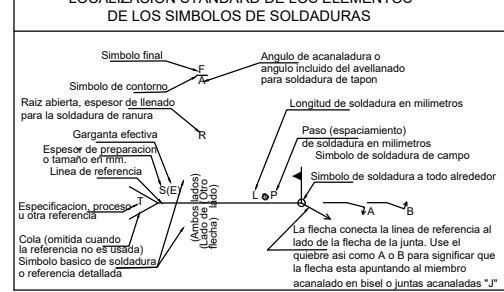 LOCALIZACION STANDARD DE LOS ELEMENTOS
DE LOS SIMBOLOS DE SOLDADURAS
Simbolo final
F
A
Angulo de acanaladura o
angulo incluido del avellanado
para soldadura de tapon
Simbolo de contorno
Raiz abierta, espesor de llenado
para la soldadura de ranura
R
Longitud de soldadura en milimetros
Garganta efectiva
Paso (espaciamiento)
de soldadura en milimetros
Espesor de preparacion
o tamaño en mm.
Simbolo de soldadura de campo
Linea de referencia
Simbolo de soldadura a todo alrededor
S(E)
L
P
T
(Ambos lados)
(Lado de
flecha)
(Otro
lado)
A
B
Especificacion, proceso
u otra referencia
Cola (omitida cuando
la referencia no es usada)
Simbolo basico de soldadura
o referencia detallada
La flecha conecta la linea de referencia al
lado de la flecha de la junta. Use el
quiebre asi como A o B para significar que
la flecha esta apuntando al miembro
acanalado en bisel o juntas acanaladas "J"